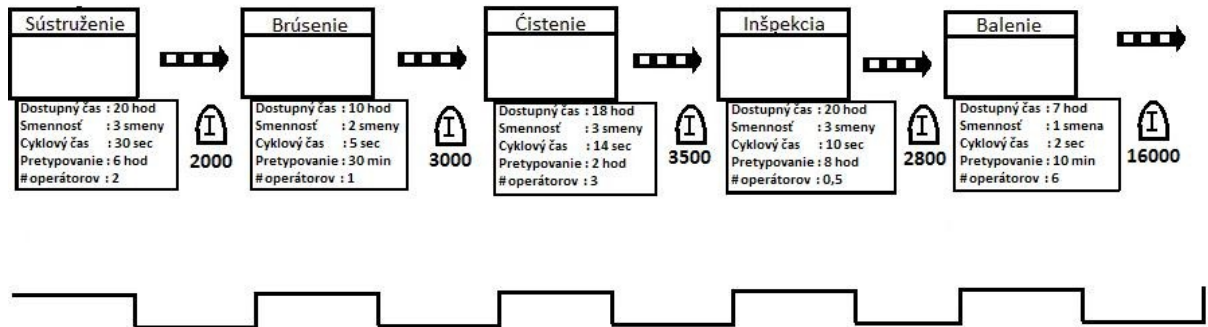 Sústruženie
Dostupný čas : 20 hod
Smennosť : 3 smeny
Cyklový čas : 30 sec
Pretypovanie : 6 hod
# operátorov : 2
I
2000
Brúsenie
Dostupný čas : 10 hod
Smennosť : 2 smeny
Cyklový čas : 5 sec
Pretypovanie : 30 min
# operátorov : 1
I
3000
Čistenie
Dostupný čas : 18 hod
Smennosť : 3 smeny
Cyklový čas : 14 sec
Pretypovanie : 2 hod
# operátorov : 3
I
3500
Inšpekcia
Dostupný čas : 20 hod
Smennosť : 3 smeny
Cyklový čas : 10 sec
Pretypovanie : 8 hod
# operátorov : 0,5
I
2800
Balenie
Dostupný čas : 7 hod
Smennosť : 1 smena
Cyklový čas : 2 sec
Pretypovanie : 10 min
# operátorov : 6
I
16000